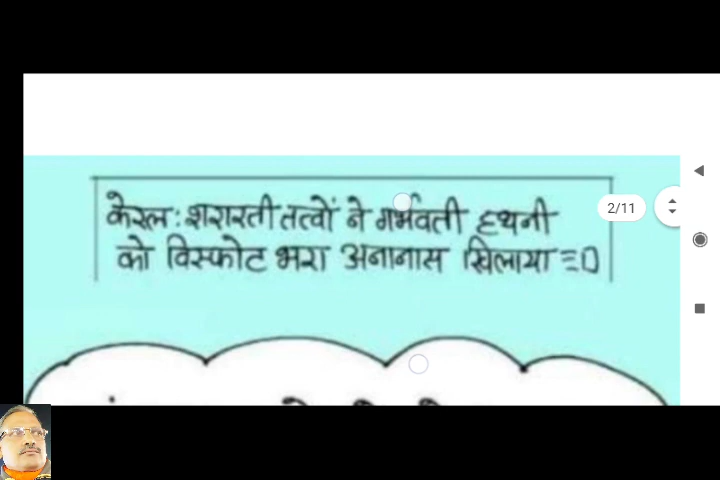 केरल: शरारती तत्वों ने गर्भवती हथनी
को विस्फोट भरा अनानास खिलाया
2/11